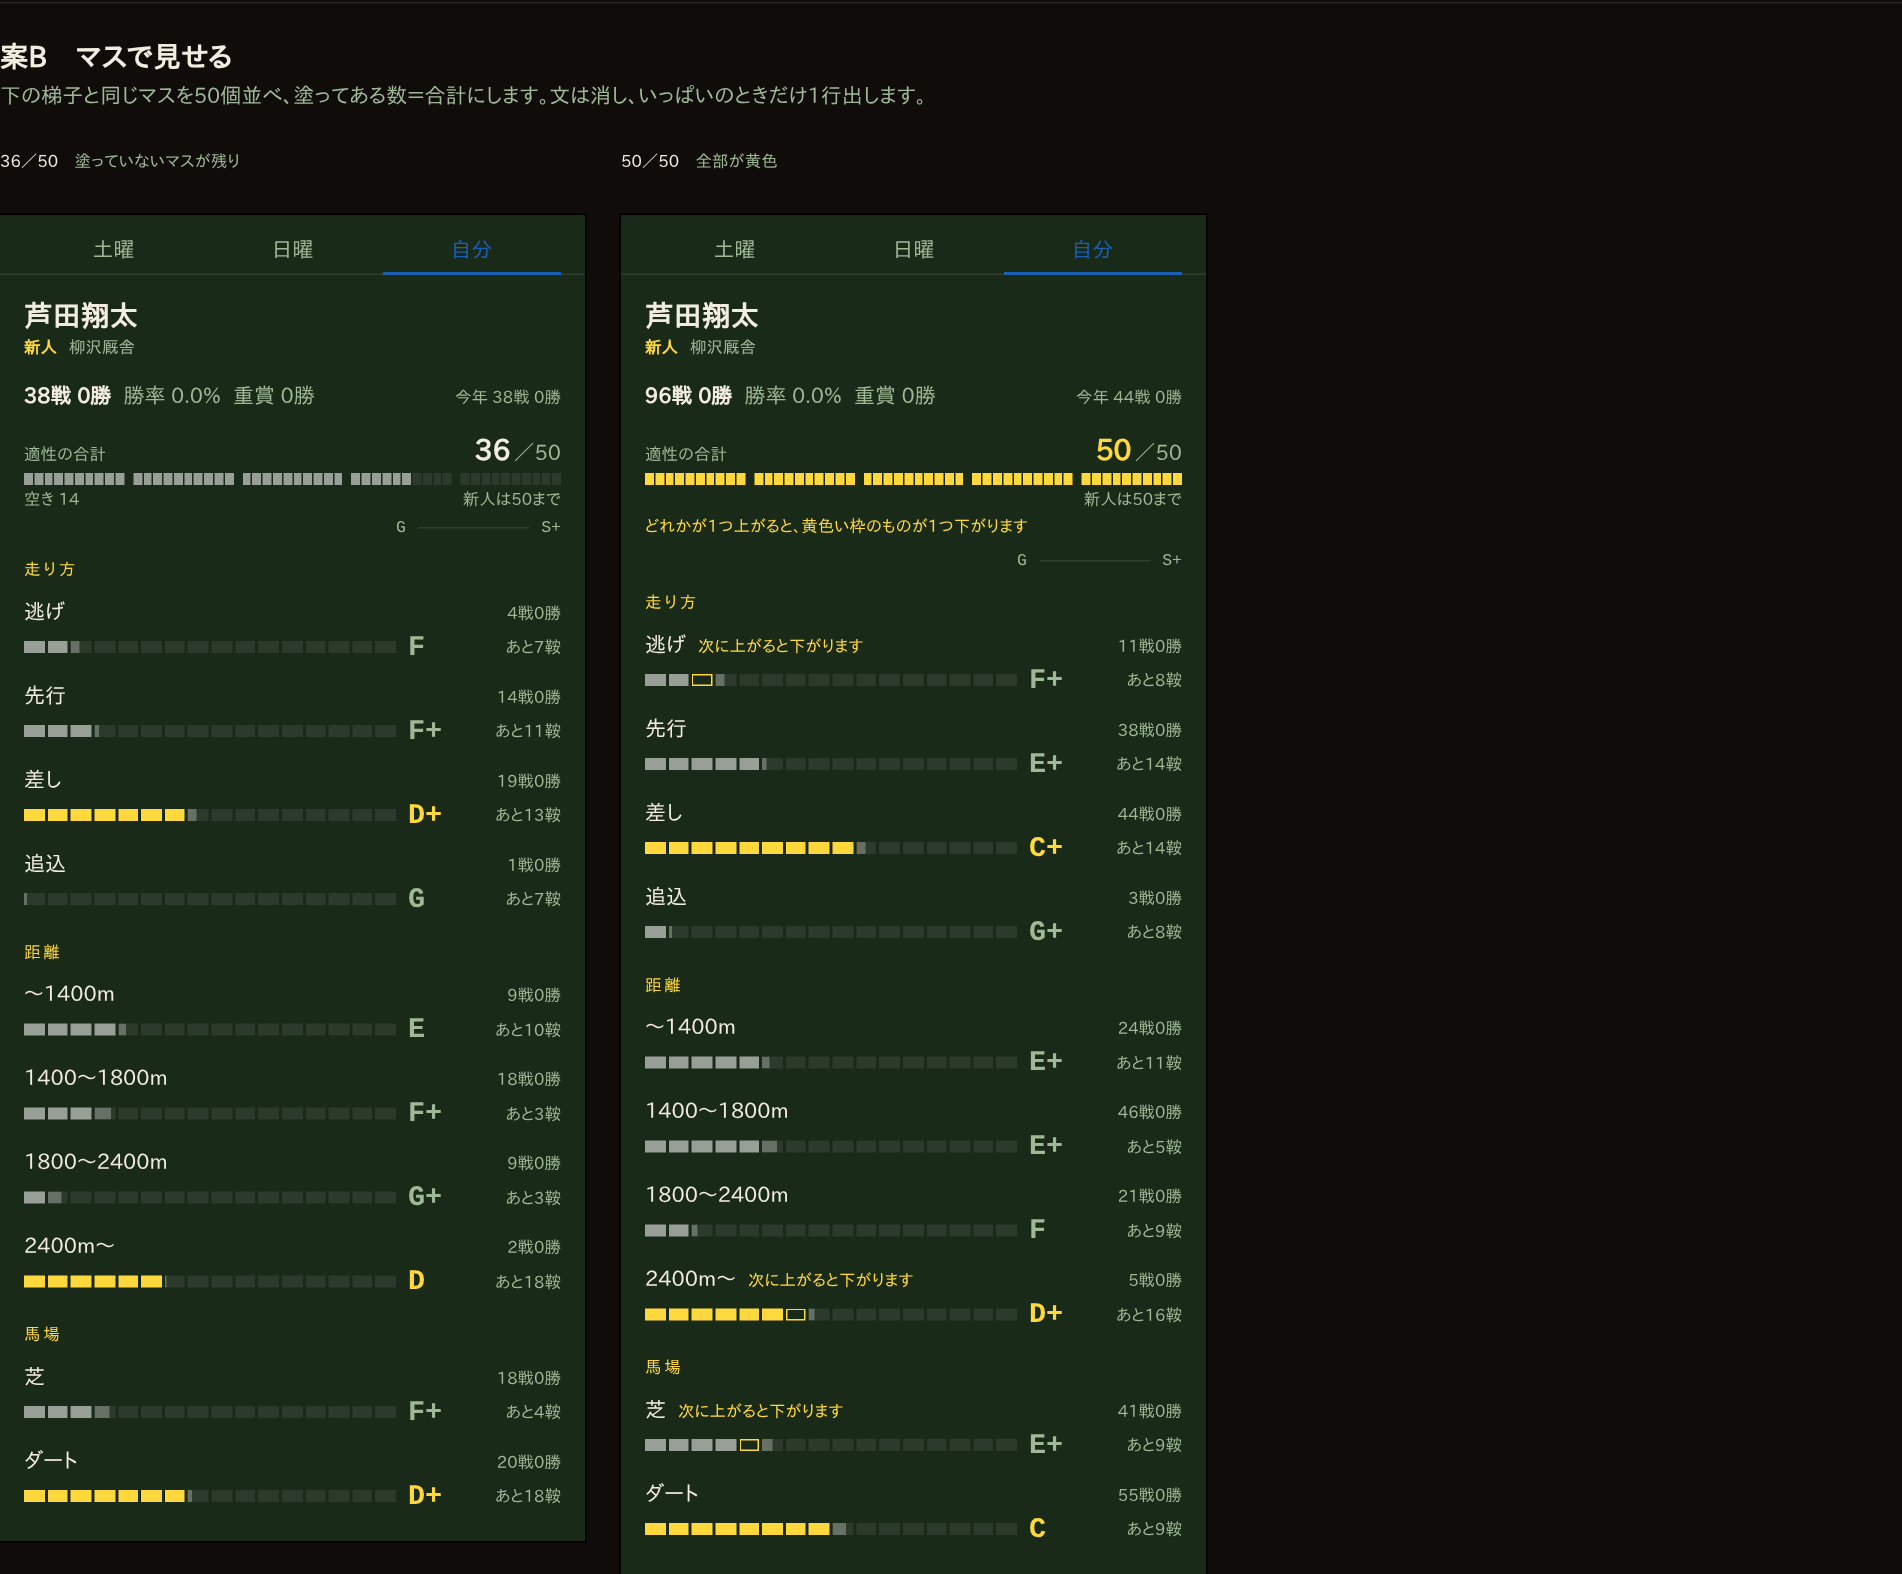 案B　マスで見せる
下の梯子と同じマスを50個並べ、塗ってある数＝合計にします。文は消し、いっぱいのときだけ1行出します。
36／50　塗っていないマスが残り
土曜　日曜　自分
芦田翔太
新人　柳沢厩舎
38戦 0勝　勝率 0.0%　重賞 0勝　今年 38戦 0勝
適性の合計　36／50
空き 14　新人は50まで
G　S+
走り方
逃げ　4戦0勝
F　あと7鞍
先行　14戦0勝
F+　あと11鞍
差し　19戦0勝
D+　あと13鞍
追込　1戦0勝
G　あと7鞍
距離
〜1400m　9戦0勝
E　あと10鞍
1400〜1800m　18戦0勝
F+　あと3鞍
1800〜2400m　9戦0勝
G+　あと3鞍
2400m〜　2戦0勝
D　あと18鞍
馬場
芝　18戦0勝
F+　あと4鞍
ダート　20戦0勝
D+　あと18鞍
50／50　全部が黄色
土曜　日曜　自分
芦田翔太
新人　柳沢厩舎
96戦 0勝　勝率 0.0%　重賞 0勝　今年 44戦 0勝
適性の合計　50／50
新人は50まで
どれかが1つ上がると、黄色い枠のものが1つ下がります
G　S+
走り方
逃げ　次に上がると下がります　11戦0勝
F+　あと8鞍
先行　38戦0勝
E+　あと14鞍
差し　44戦0勝
C+　あと14鞍
追込　3戦0勝
G+　あと8鞍
距離
〜1400m　24戦0勝
E+　あと11鞍
1400〜1800m　46戦0勝
E+　あと5鞍
1800〜2400m　21戦0勝
F　あと9鞍
2400m〜　次に上がると下がります　5戦0勝
D+　あと16鞍
馬場
芝　次に上がると下がります　41戦0勝
E+　あと9鞍
ダート　55戦0勝
C　あと9鞍